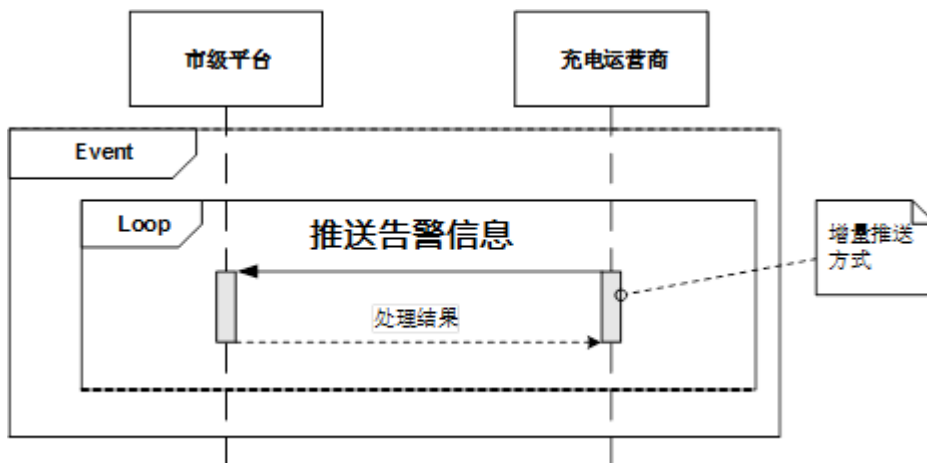 市级平台
充电运营商
Event
Loop
推送告警信息
增量推送
方式
处理结果